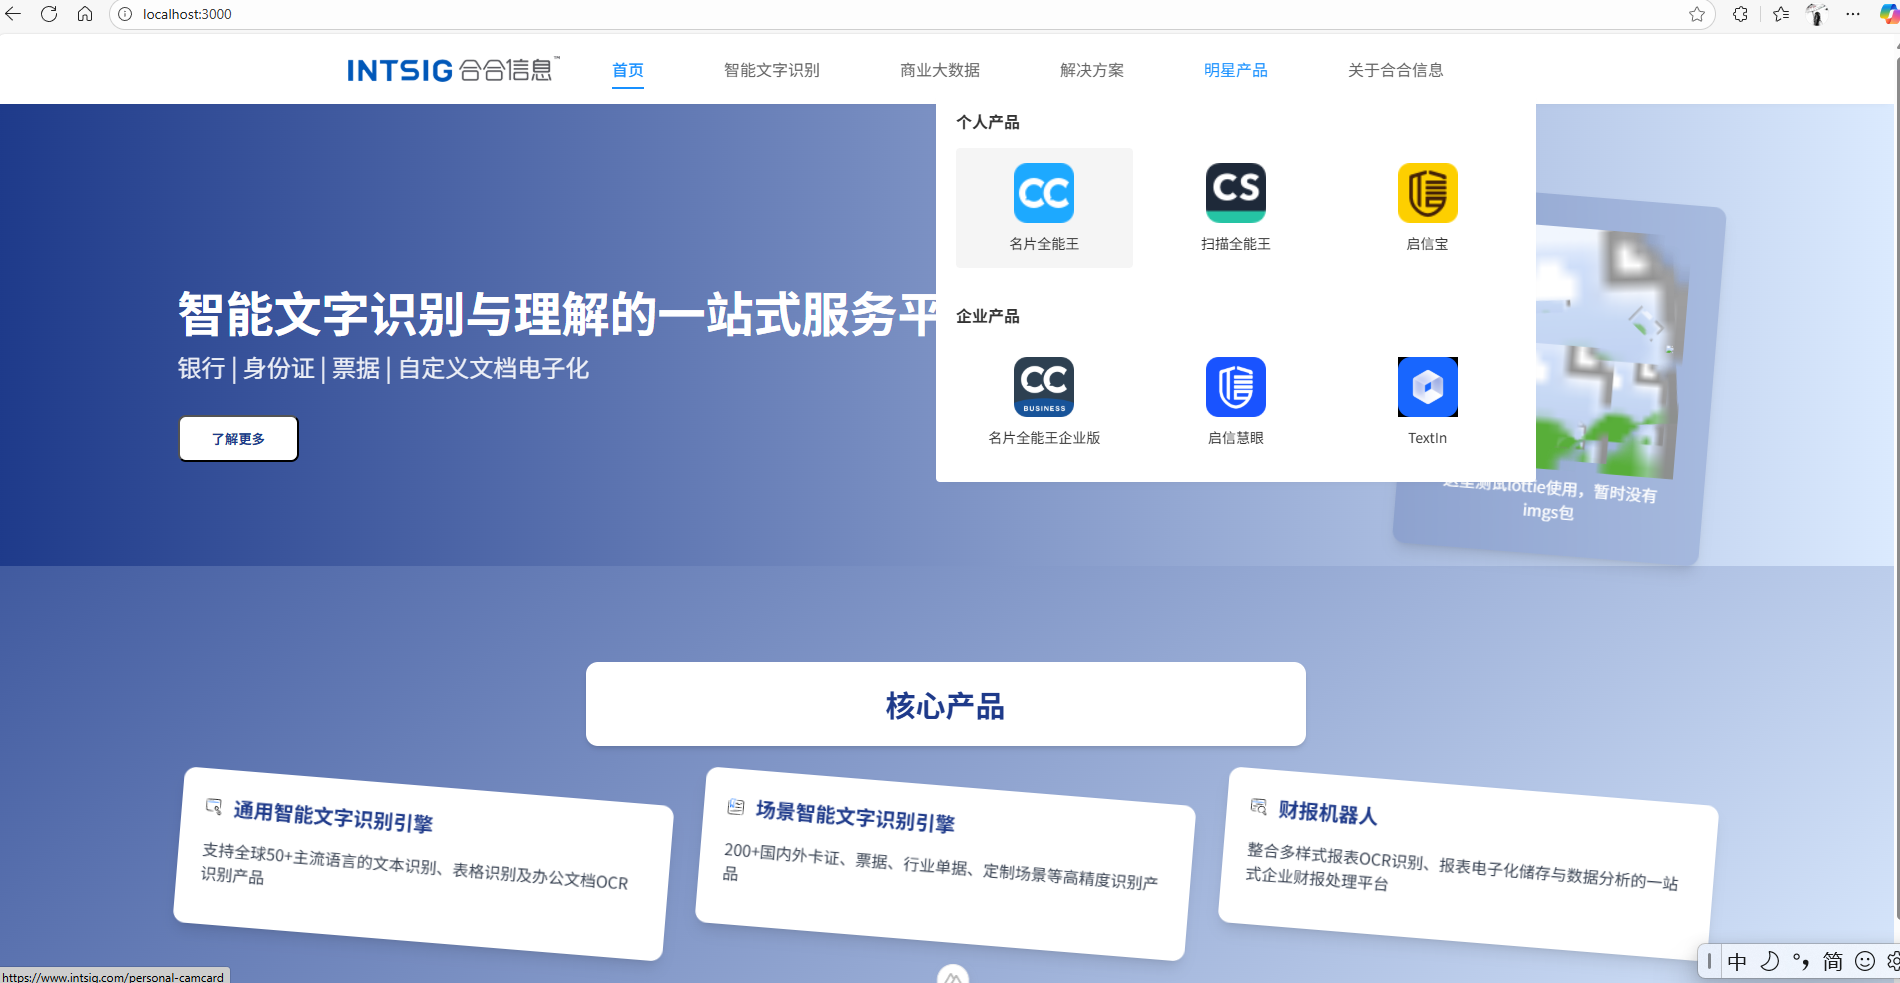 localhost:3000
INTSIG 合合信息™
首页
智能文字识别
商业大数据
解决方案
明星产品
关于合合信息
个人产品
CC
CS
信
名片全能王
扫描全能王
启信宝
企业产品
CC
BUSINESS
信
名片全能王企业版
启信慧眼
TextIn
智能文字识别与理解的一站式服务平
银行 | 身份证 | 票据 | 自定义文档电子化
了解更多
这里测试lottie使用，暂时没有
imgs包
核心产品
通用智能文字识别引擎
支持全球50+主流语言的文本识别、表格识别及办公文档OCR
识别产品
场景智能文字识别引擎
200+国内外卡证、票据、行业单据、定制场景等高精度识别产
品
财报机器人
整合多样式报表OCR识别、报表电子化储存与数据分析的一站
式企业财报处理平台
https://www.intsig.com/personal-camcard
中
简